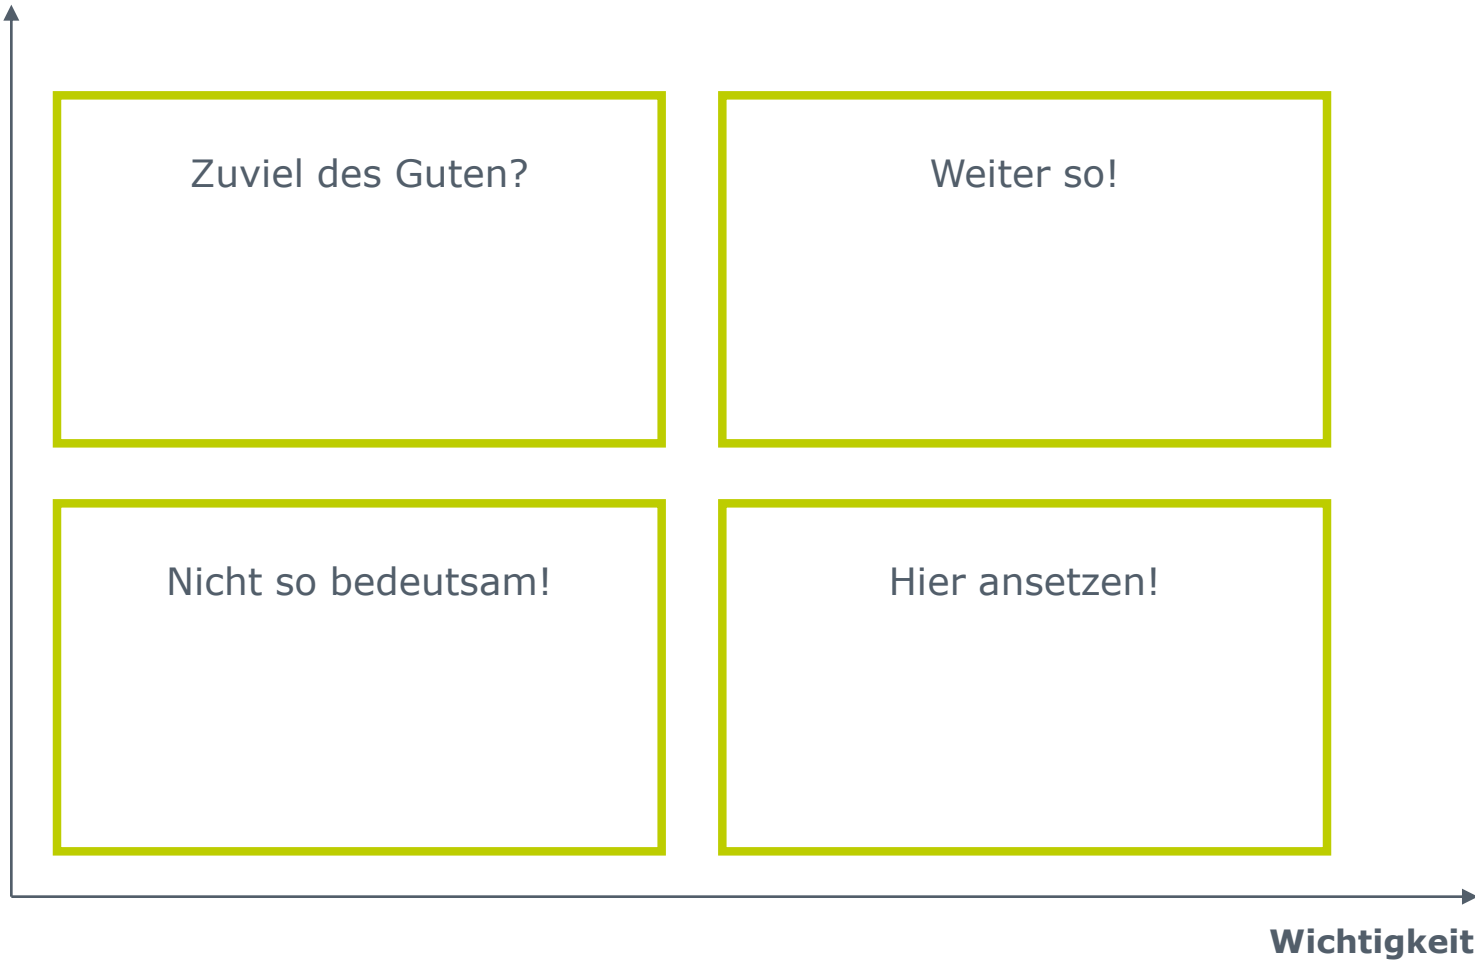 Zuviel des Guten?
Weiter so!
Nicht so bedeutsam!
Hier ansetzen!
Wichtigkeit